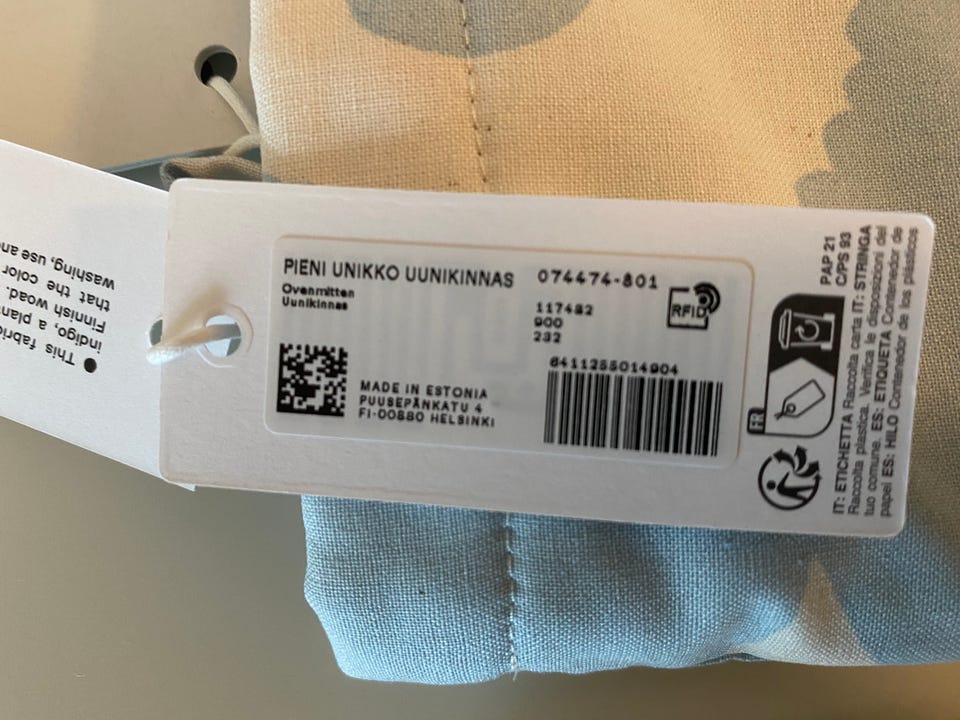 PIENI UNIKKO UUNIKINNAS 074474-801
Ovenmitten
Uunikinnas
117482
900
232
RFID
6411255014904
MADE IN ESTONIA
PUUSEPÄNKATU 4
FI-00880 HELSINKI
FR
PAP 21
C/PS 93
IT: ETICHETTA Raccolta carta IT: STRINGA
Raccolta plastica. Verifica le disposizioni del
tuo comune. ES: ETIQUETA Contenedor de
papel ES: HILO Contenedor de los plásticos
• This fabric
indigo, a plant
Finnish woad.
that the color
washing, use and